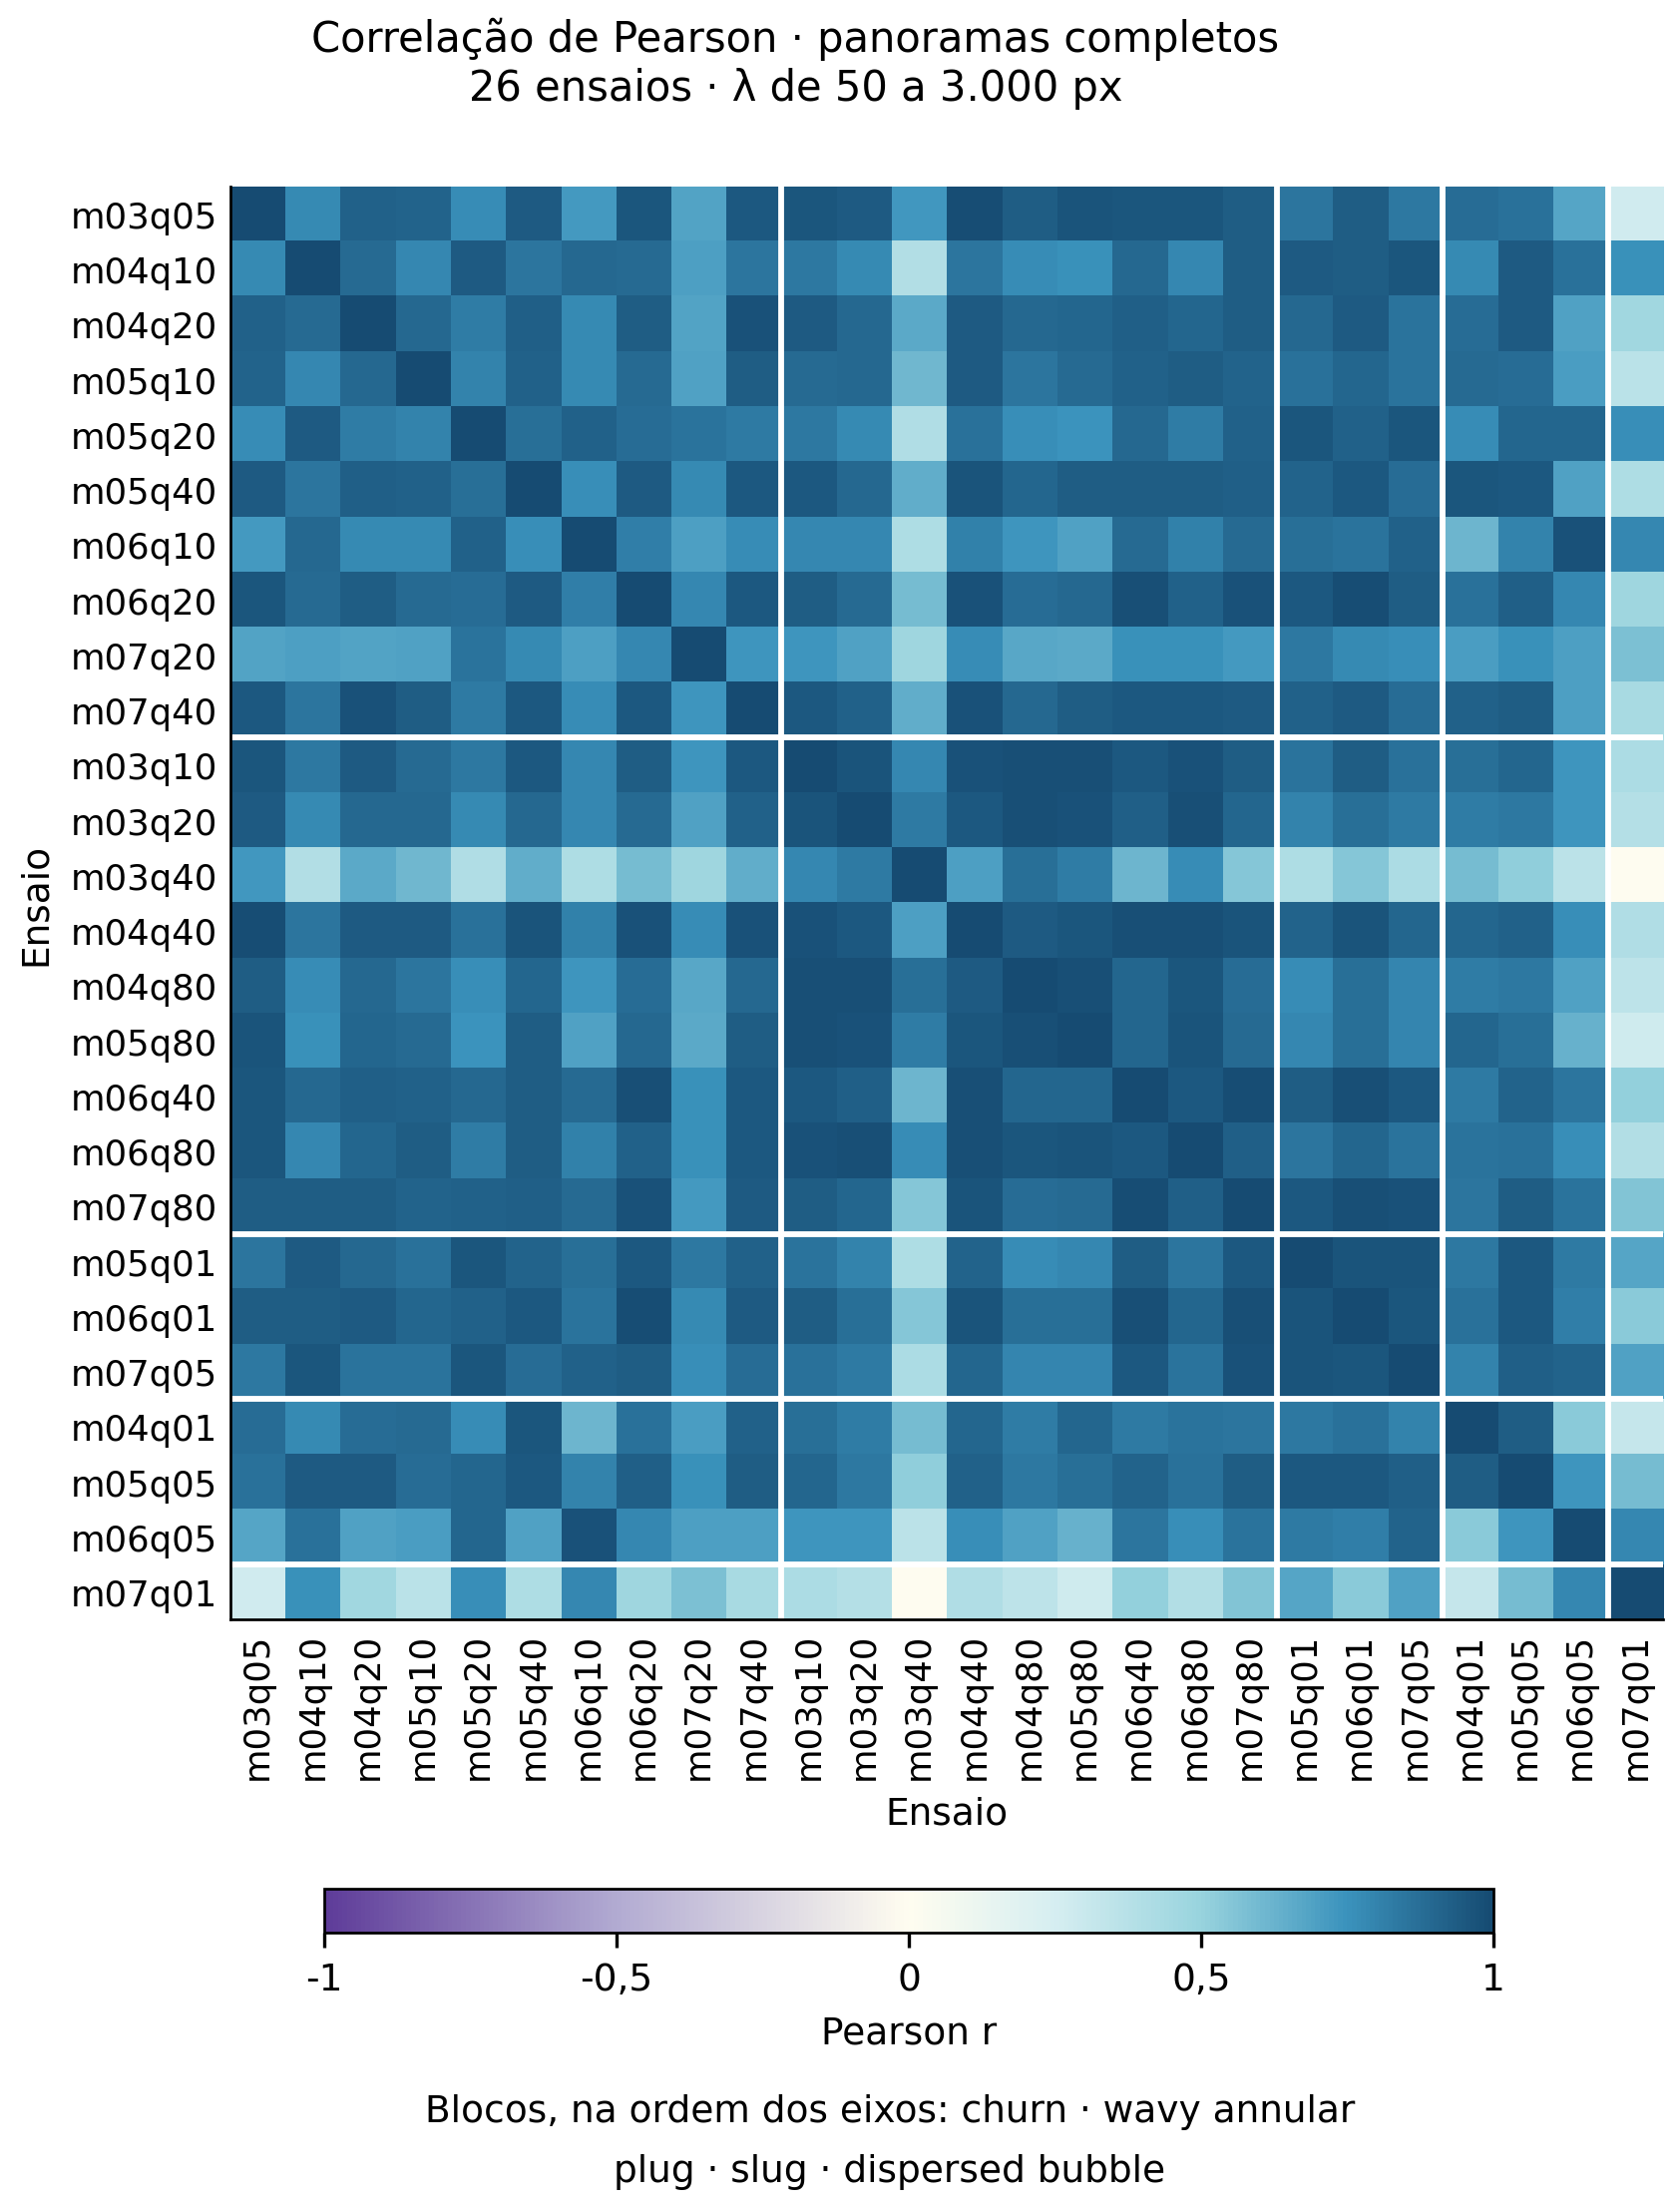 Correlação de Pearson · panoramas completos
26 ensaios · λ de 50 a 3.000 px
Ensaio
m03q05
m04q10
m04q20
m05q10
m05q20
m05q40
m06q10
m06q20
m07q20
m07q40
m03q10
m03q20
m03q40
m04q40
m04q80
m05q80
m06q40
m06q80
m07q80
m05q01
m06q01
m07q05
m04q01
m05q05
m06q05
m07q01
m03q05 m04q10 m04q20 m05q10 m05q20 m05q40 m06q10 m06q20 m07q20 m07q40 m03q10 m03q20 m03q40 m04q40 m04q80 m05q80 m06q40 m06q80 m07q80 m05q01 m06q01 m07q05 m04q01 m05q05 m06q05 m07q01
Ensaio
-1 -0,5 0 0,5 1
Pearson r
Blocos, na ordem dos eixos: churn · wavy annular
plug · slug · dispersed bubble